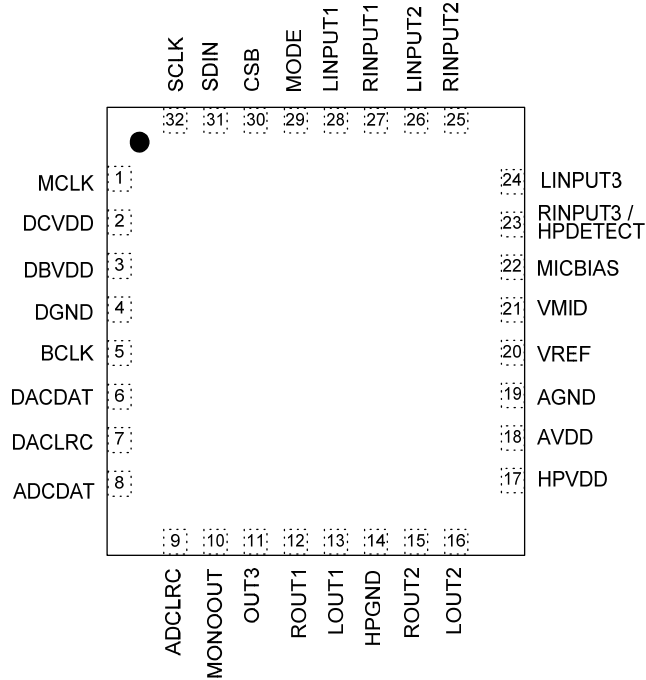 SCLK
SDIN
CSB
MODE
LINPUT1
RINPUT1
LINPUT2
RINPUT2
32
31
30
29
28
27
26
25
MCLK 1
DCVDD 2
DBVDD 3
DGND 4
BCLK 5
DACDAT 6
DACLRC 7
ADCDAT 8
24 LINPUT3
23 RINPUT3 /
HPDETECT
22 MICBIAS
21 VMID
20 VREF
19 AGND
18 AVDD
17 HPVDD
9
10
11
12
13
14
15
16
ADCLRC
MONOOUT
OUT3
ROUT1
LOUT1
HPGND
ROUT2
LOUT2